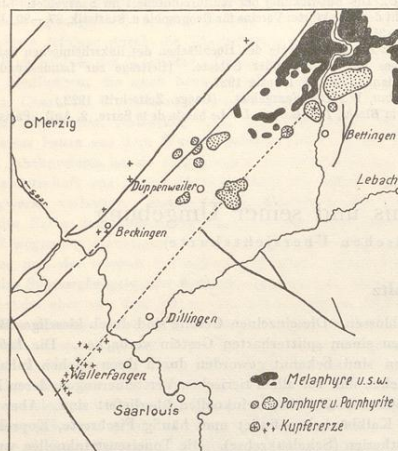 Merzig
Bettingen
Lebach
Saar
Düppenweiler
Beckingen
Dillingen
Wallerfangen
Saarlouis
Melaphyre u.s.w.
Porphyre u. Porphyrite
Kupfererze